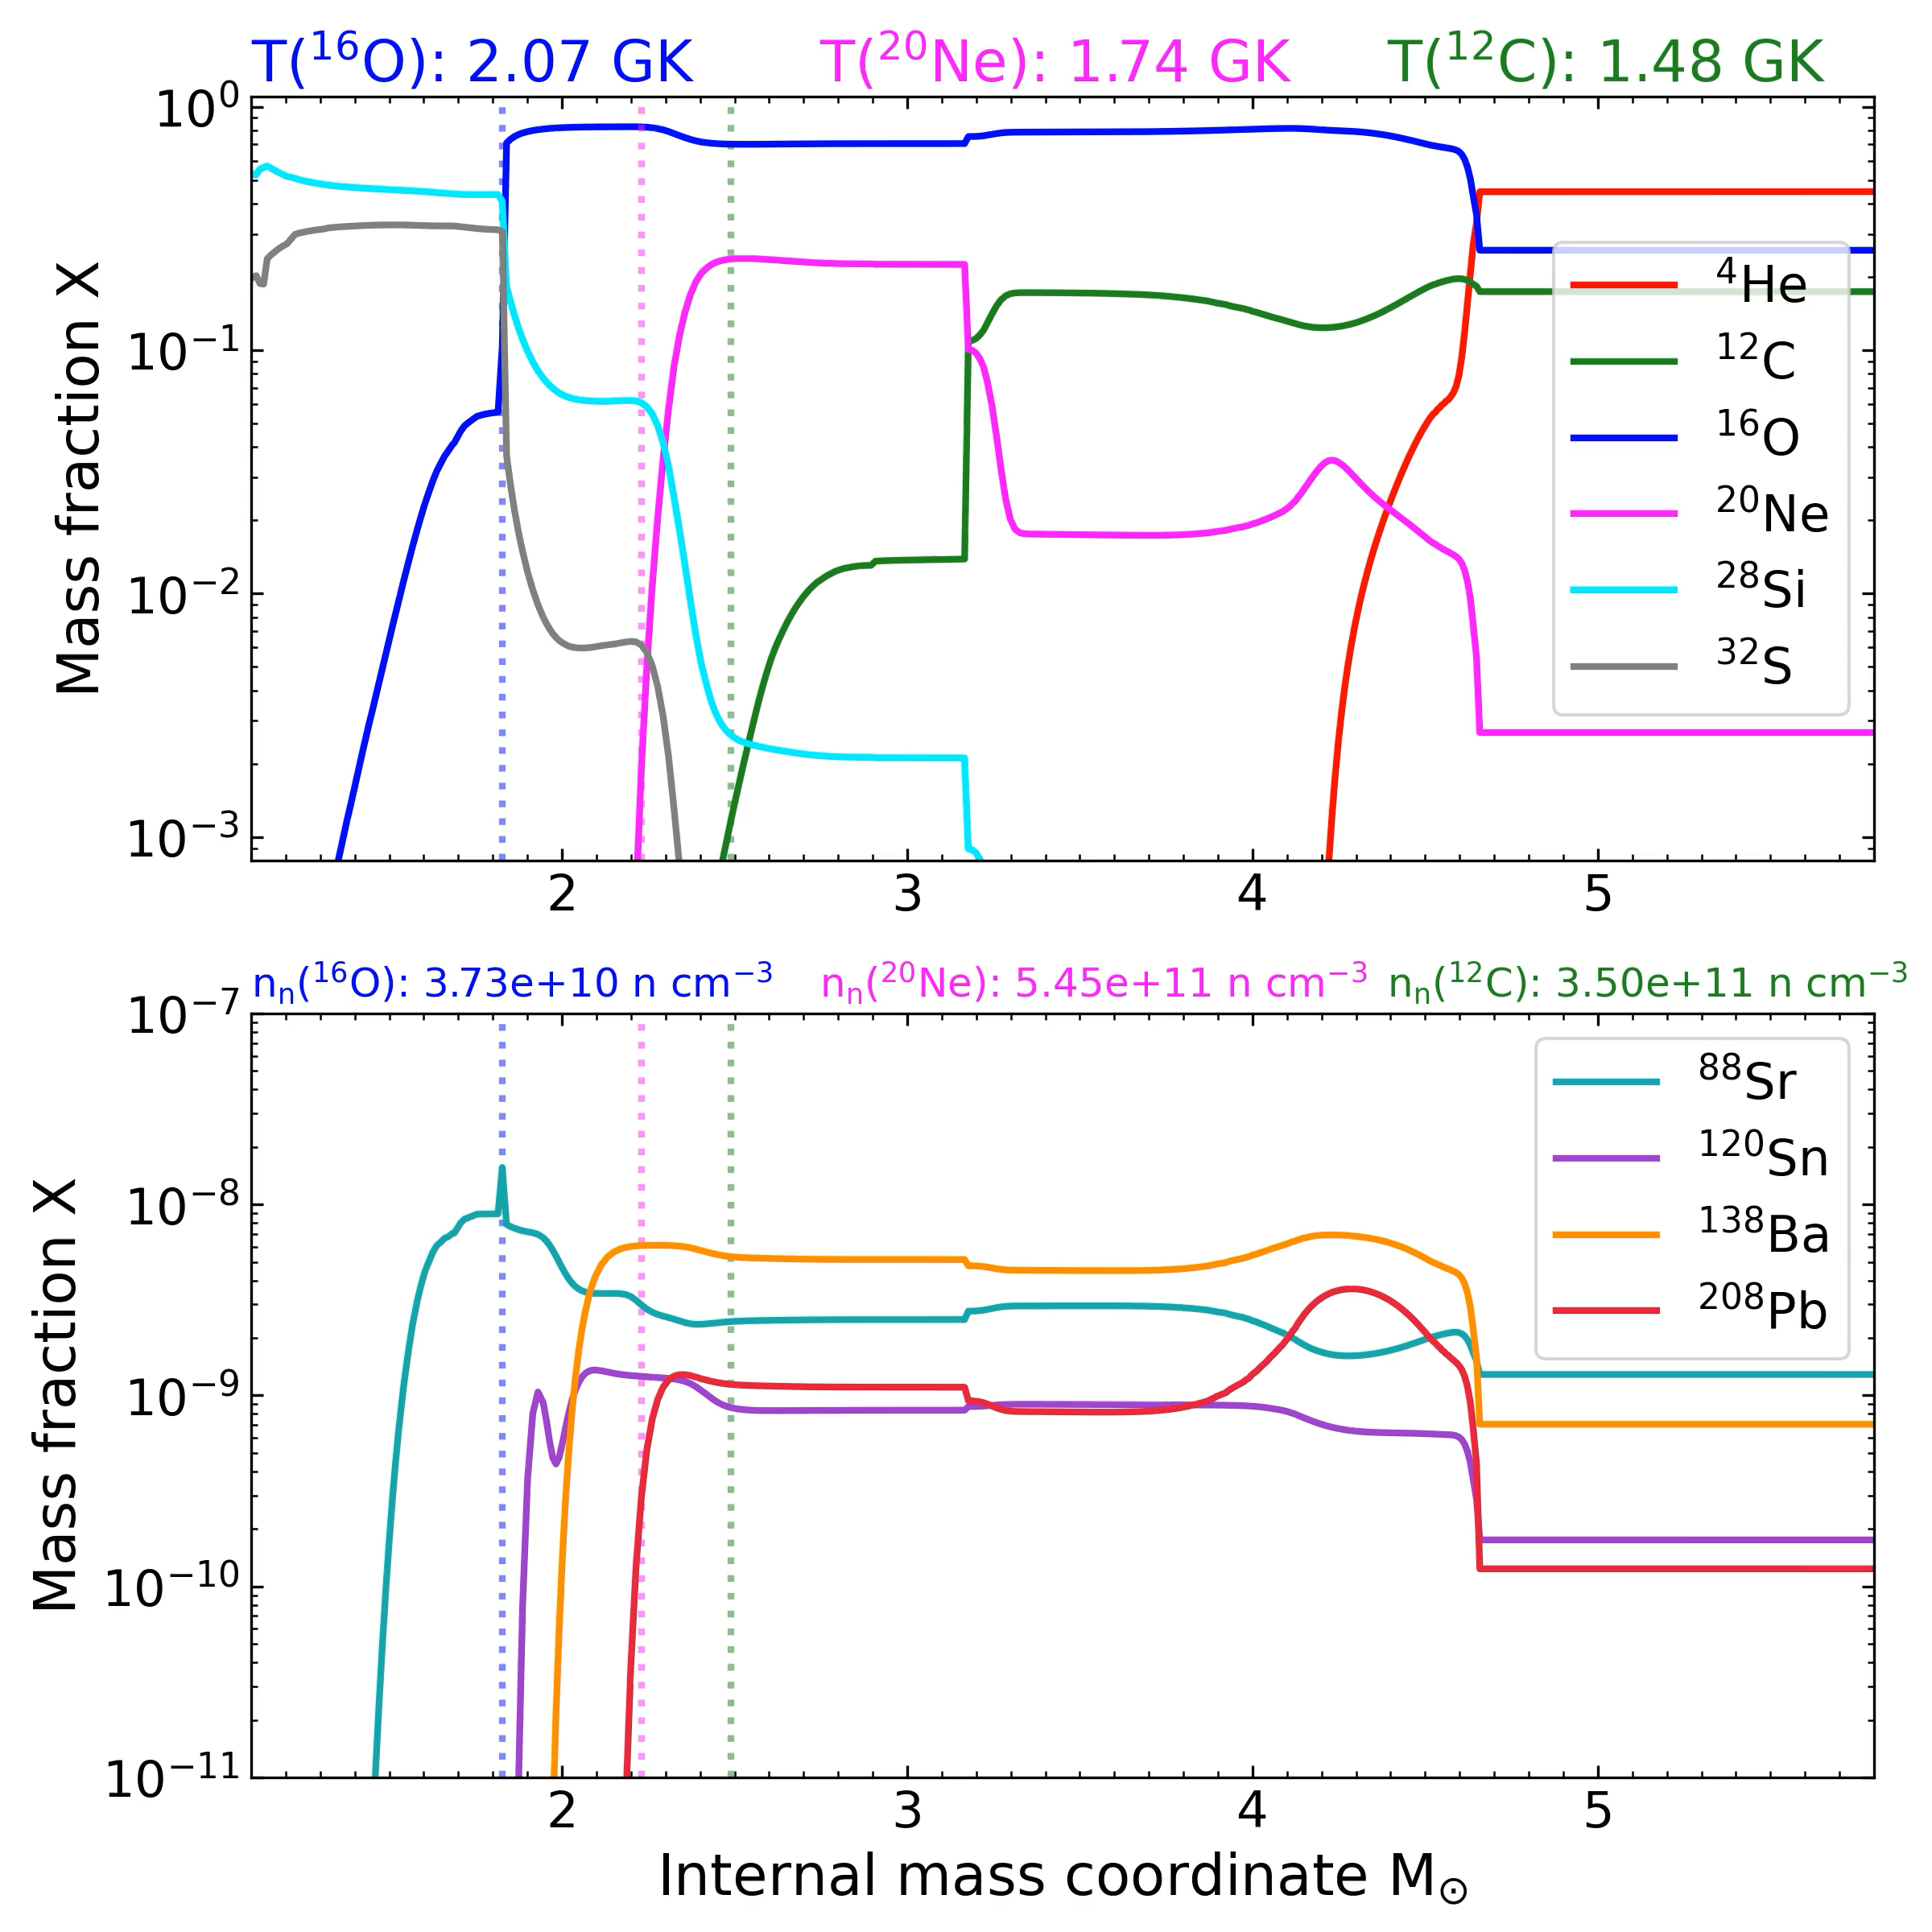 T(¹⁶O): 2.07 GK T(²⁰Ne): 1.74 GK T(¹²C): 1.48 GK
10⁰
10⁻¹
10⁻²
10⁻³
Mass fraction X
⁴He
¹²C
¹⁶O
²⁰Ne
²⁸Si
³²S
2 3 4 5
nₙ(¹⁶O): 3.73e+10 n cm⁻³ nₙ(²⁰Ne): 5.45e+11 n cm⁻³ nₙ(¹²C): 3.50e+11 n cm⁻³
10⁻⁷
10⁻⁸
10⁻⁹
10⁻¹⁰
10⁻¹¹
Mass fraction X
⁸⁸Sr
¹²⁰Sn
¹³⁸Ba
²⁰⁸Pb
2 3 4 5
Internal mass coordinate M☉